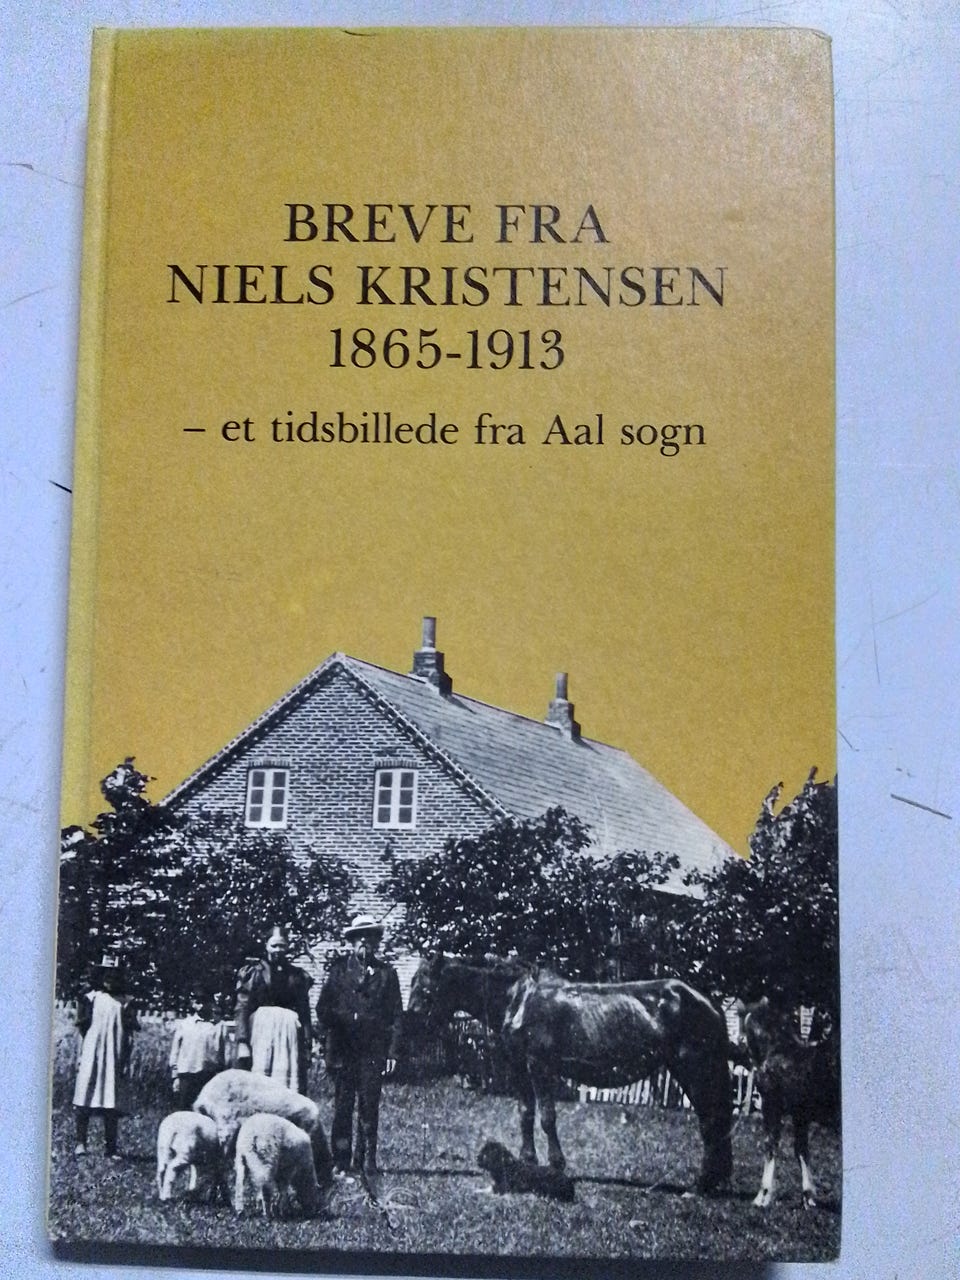 BREVE FRA
NIELS KRISTENSEN
1865-1913
– et tidsbillede fra Aal sogn